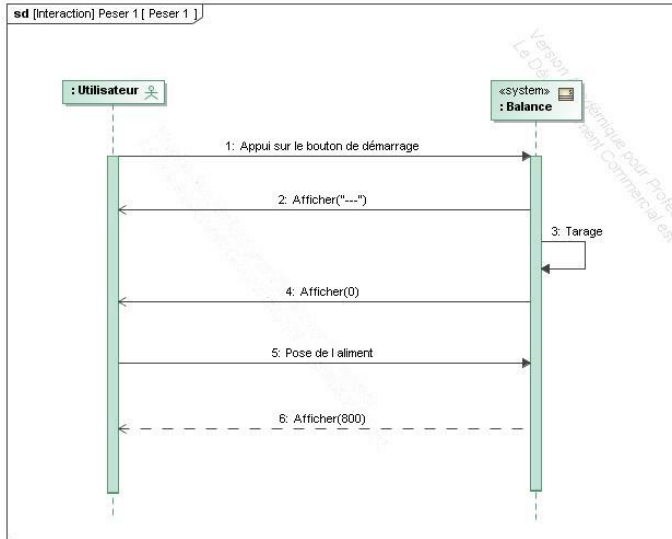 sd [Interaction] Peser 1 [ Peser 1 ]
: Utilisateur
«system»
: Balance
1: Appui sur le bouton de démarrage
2: Afficher("---")
3: Tarage
4: Afficher(0)
5: Pose de l aliment
6: Afficher(800)